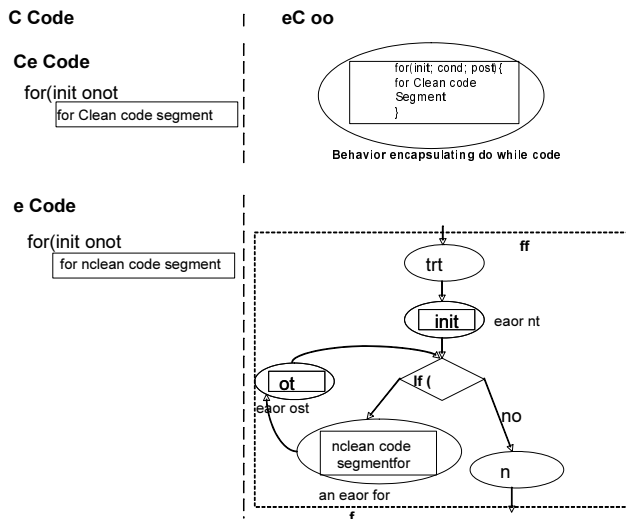 C Code
eC oo
Ce Code
for(init onot
for Clean code segment
for(init; cond; post){
for Clean code
Segment
}
Behavior encapsulating do while code
e Code
for(init onot
for nclean code segment
ff
trt
init
eaor nt
ot
eaor ost
If (
no
nclean code
segmentfor
n
an eaor for
f